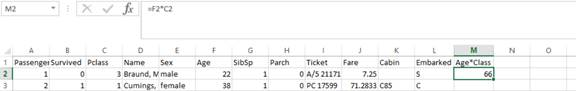 M2 fx =F2*C2
A B C D E F G H I J K L M N O
1 Passenger Survived Pclass Name Sex Age SibSp Parch Ticket Fare Cabin Embarked Age*Class
2 1 0 3 Braund, M male 22 1 0 A/5 21171 7.25 S 66
3 2 1 1 Cumings, female 38 1 0 PC 17599 71.2833 C85 C